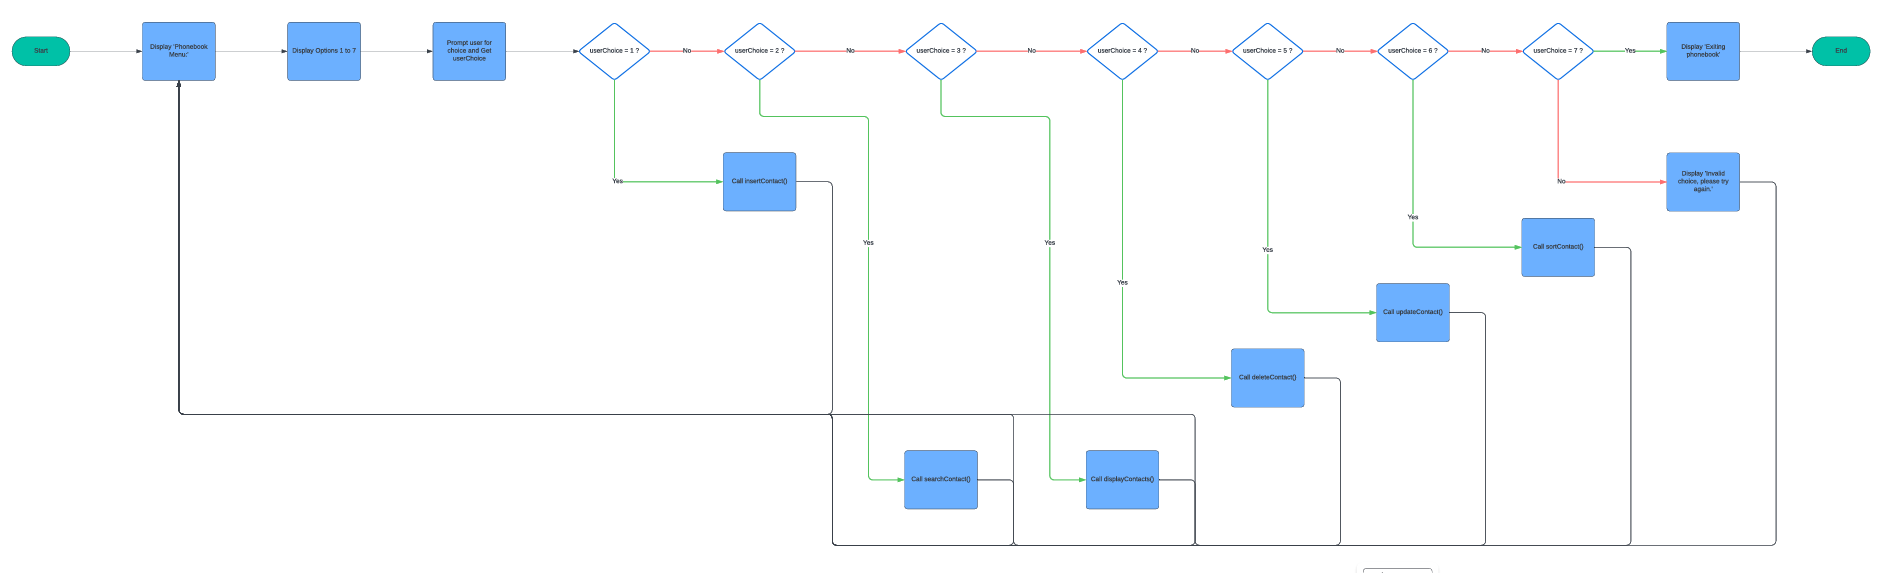 Start
Display 'Phonebook
Menu:'
Display Options 1 to 7
Prompt user for
choice and Get
userChoice
userChoice = 1 ?
No
userChoice = 2 ?
No
userChoice = 3 ?
No
userChoice = 4 ?
No
userChoice = 5 ?
No
userChoice = 6 ?
No
userChoice = 7 ?
Yes
Display 'Exiting
phonebook'
End
Yes
Call insertContact()
No
Display 'Invalid
choice, please try
again.'
Yes
Call sortContact()
Yes
Yes
Yes
Call updateContact()
Yes
Call deleteContact()
Call searchContact()
Call displayContacts()